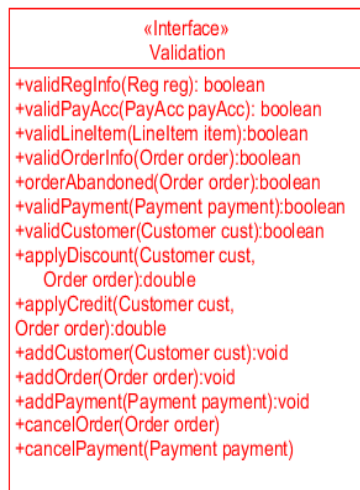 «Interface»
Validation
+validRegInfo(Reg reg): boolean
+validPayAcc(PayAcc payAcc): boolean
+validLineItem(LineItem item):boolean
+validOrderInfo(Order order):boolean
+orderAbandoned(Order order):boolean
+validPayment(Payment payment):boolean
+validCustomer(Customer cust):boolean
+applyDiscount(Customer cust,
Order order):double
+applyCredit(Customer cust,
Order order):double
+addCustomer(Customer cust):void
+addOrder(Order order):void
+addPayment(Payment payment):void
+cancelOrder(Order order)
+cancelPayment(Payment payment)